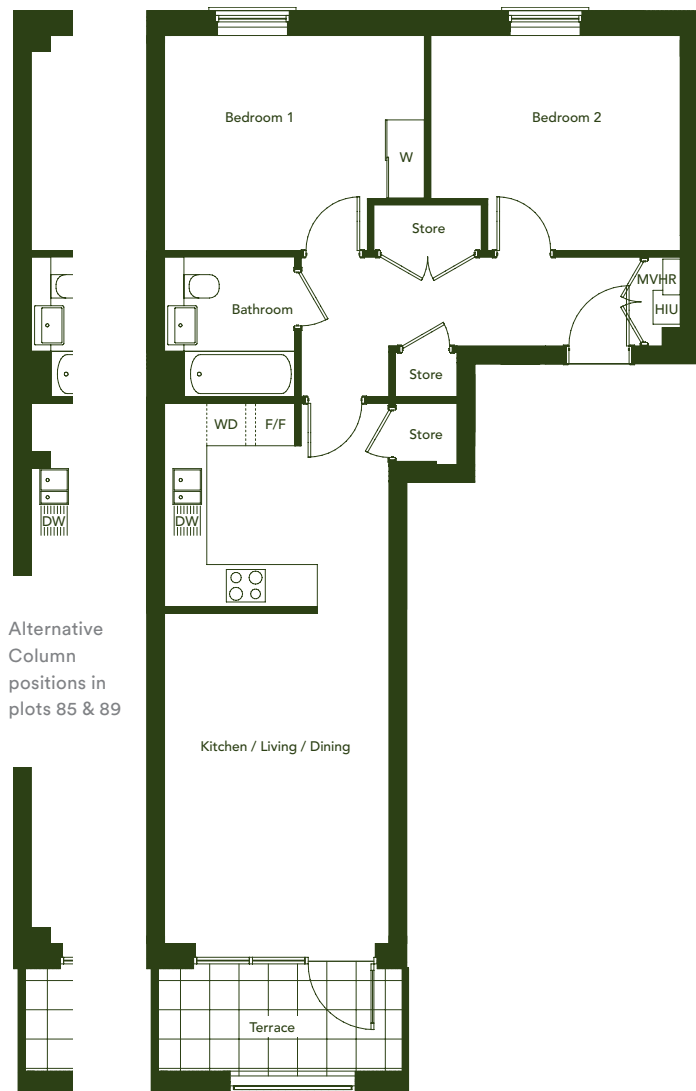 Bedroom 1
Bedroom 2
W
Store
MVHR
HIU
Bathroom
Store
WD
F/F
Store
DW
DW
Alternative
Column
positions in
plots 85 & 89
Kitchen / Living / Dining
Terrace